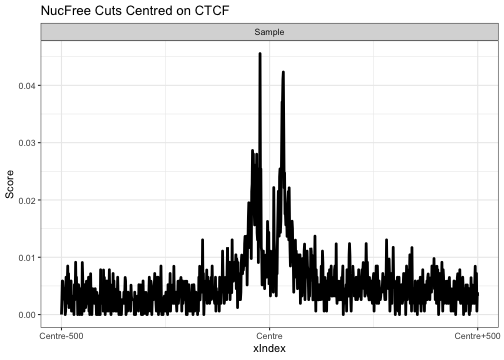 NucFree Cuts Centred on CTCF
Sample
0.04
0.03
0.02
0.01
0.00
Score
Centre-500
Centre
Centre+500
xIndex